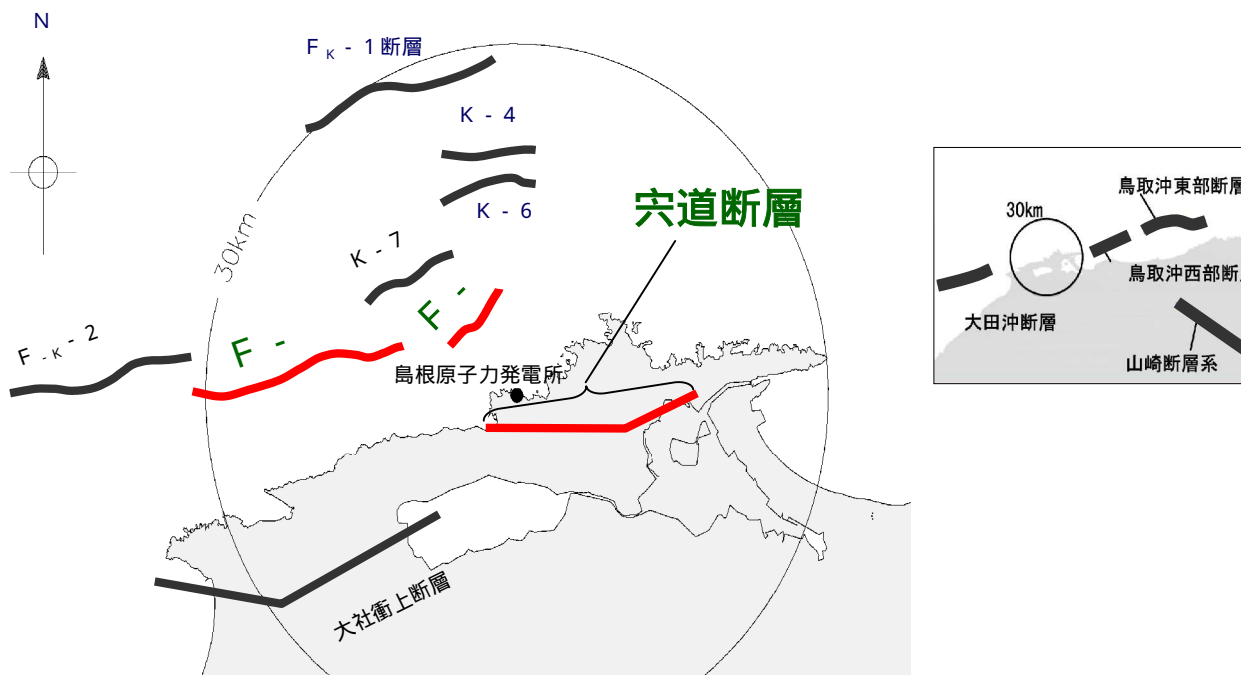 N
F K - 1 断層
K - 4
K - 6
宍道断層
30km
K - 7
F -
F -
F -K - 2
島根原子力発電所
大社衝上断層
鳥取沖東部断層
30km
鳥取沖西部断
大田沖断層
山崎断層系